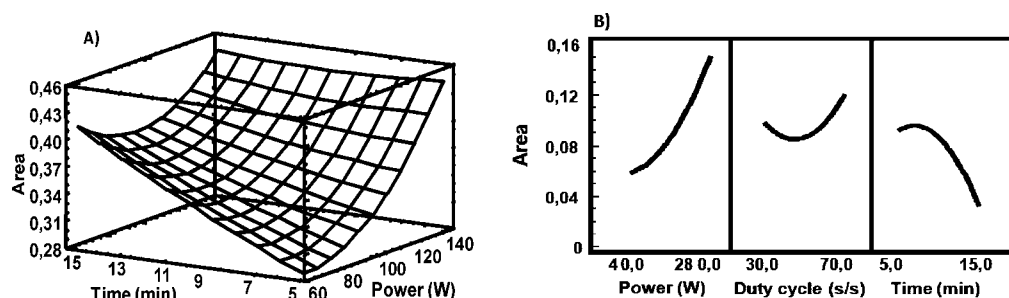 A)
0,46
0,43
0,40
0,37
0,34
0,31
0,28
Area
15
13
11
9
7
5
Time (min)
60
80
100
120
140
Power (W)
B)
0,16
0,12
0,08
0,04
0
Area
40,0 28 0,0
Power (W)
30,0 70,0
Duty cycle (s/s)
5,0 15,0
Time (min)